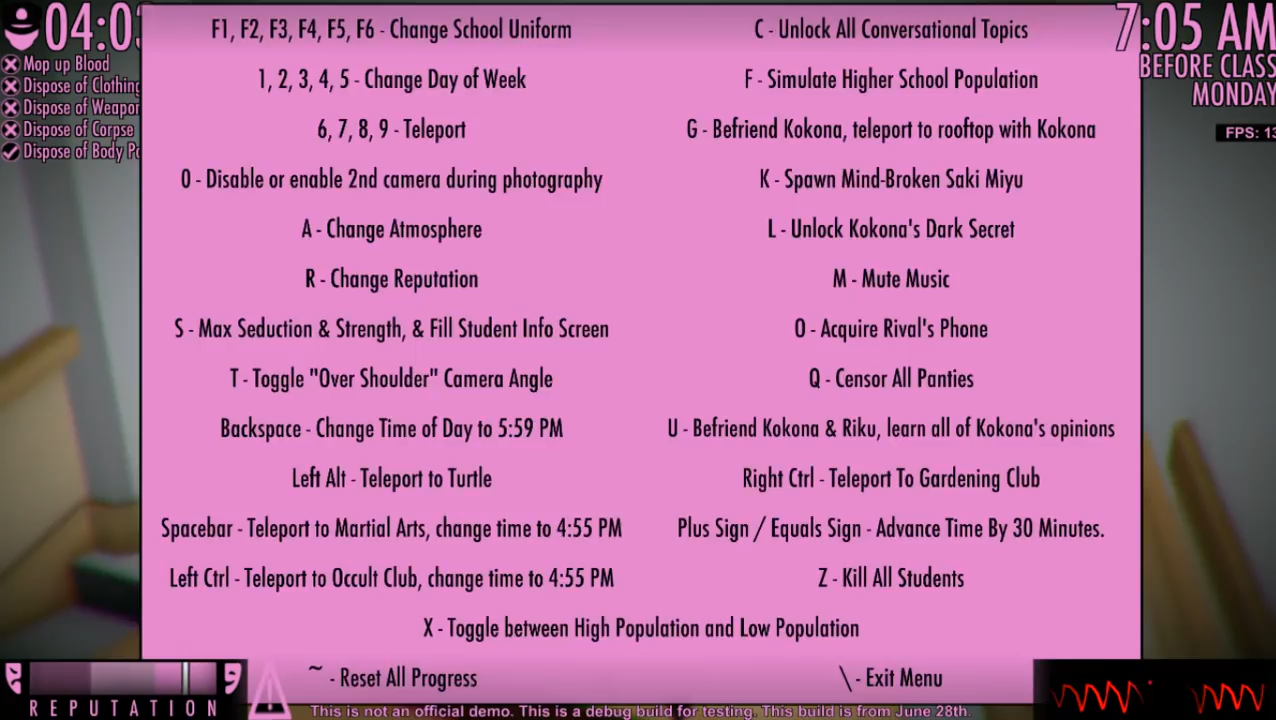 04:03
Mop up Blood
Dispose of Clothing
Dispose of Weapon
Dispose of Corpse
Dispose of Body Pa
F1, F2, F3, F4, F5, F6 - Change School Uniform
1, 2, 3, 4, 5 - Change Day of Week
6, 7, 8, 9 - Teleport
0 - Disable or enable 2nd camera during photography
A - Change Atmosphere
R - Change Reputation
S - Max Seduction & Strength, & Fill Student Info Screen
T - Toggle "Over Shoulder" Camera Angle
Backspace - Change Time of Day to 5:59 PM
Left Alt - Teleport to Turtle
Spacebar - Teleport to Martial Arts, change time to 4:55 PM
Left Ctrl - Teleport to Occult Club, change time to 4:55 PM
C - Unlock All Conversational Topics
F - Simulate Higher School Population
G - Befriend Kokona, teleport to rooftop with Kokona
K - Spawn Mind-Broken Saki Miyu
L - Unlock Kokona's Dark Secret
M - Mute Music
O - Acquire Rival's Phone
Q - Censor All Panties
U - Befriend Kokona & Riku, learn all of Kokona's opinions
Right Ctrl - Teleport To Gardening Club
Plus Sign / Equals Sign - Advance Time By 30 Minutes.
Z - Kill All Students
X - Toggle between High Population and Low Population
~ - Reset All Progress
\ - Exit Menu
7:05 AM
BEFORE CLASS
MONDAY
FPS: 13
REPUTATION
This is not an official demo. This is a debug build for testing. This build is from June 28th.